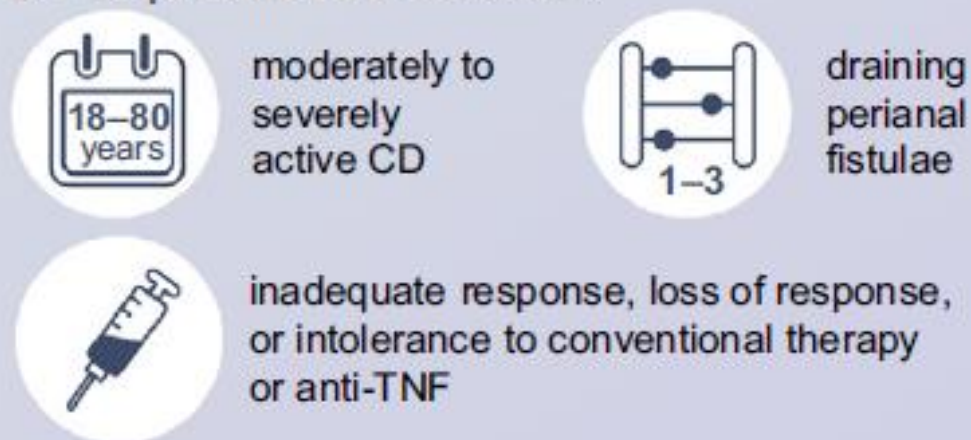 18–80
years
moderately to
severely
active CD
1–3
draining
perianal
fistulae
inadequate response, loss of response,
or intolerance to conventional therapy
or anti-TNF